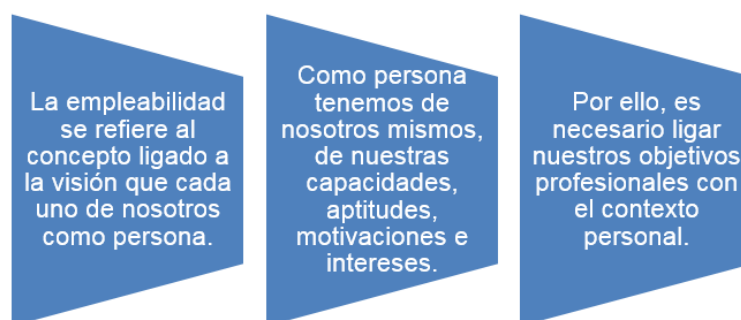 La empleabilidad
se refiere al
concepto ligado a
la visión que cada
uno de nosotros
como persona.
Como persona
tenemos de
nosotros mismos,
de nuestras
capacidades,
aptitudes,
motivaciones e
intereses.
Por ello, es
necesario ligar
nuestros objetivos
profesionales con
el contexto
personal.